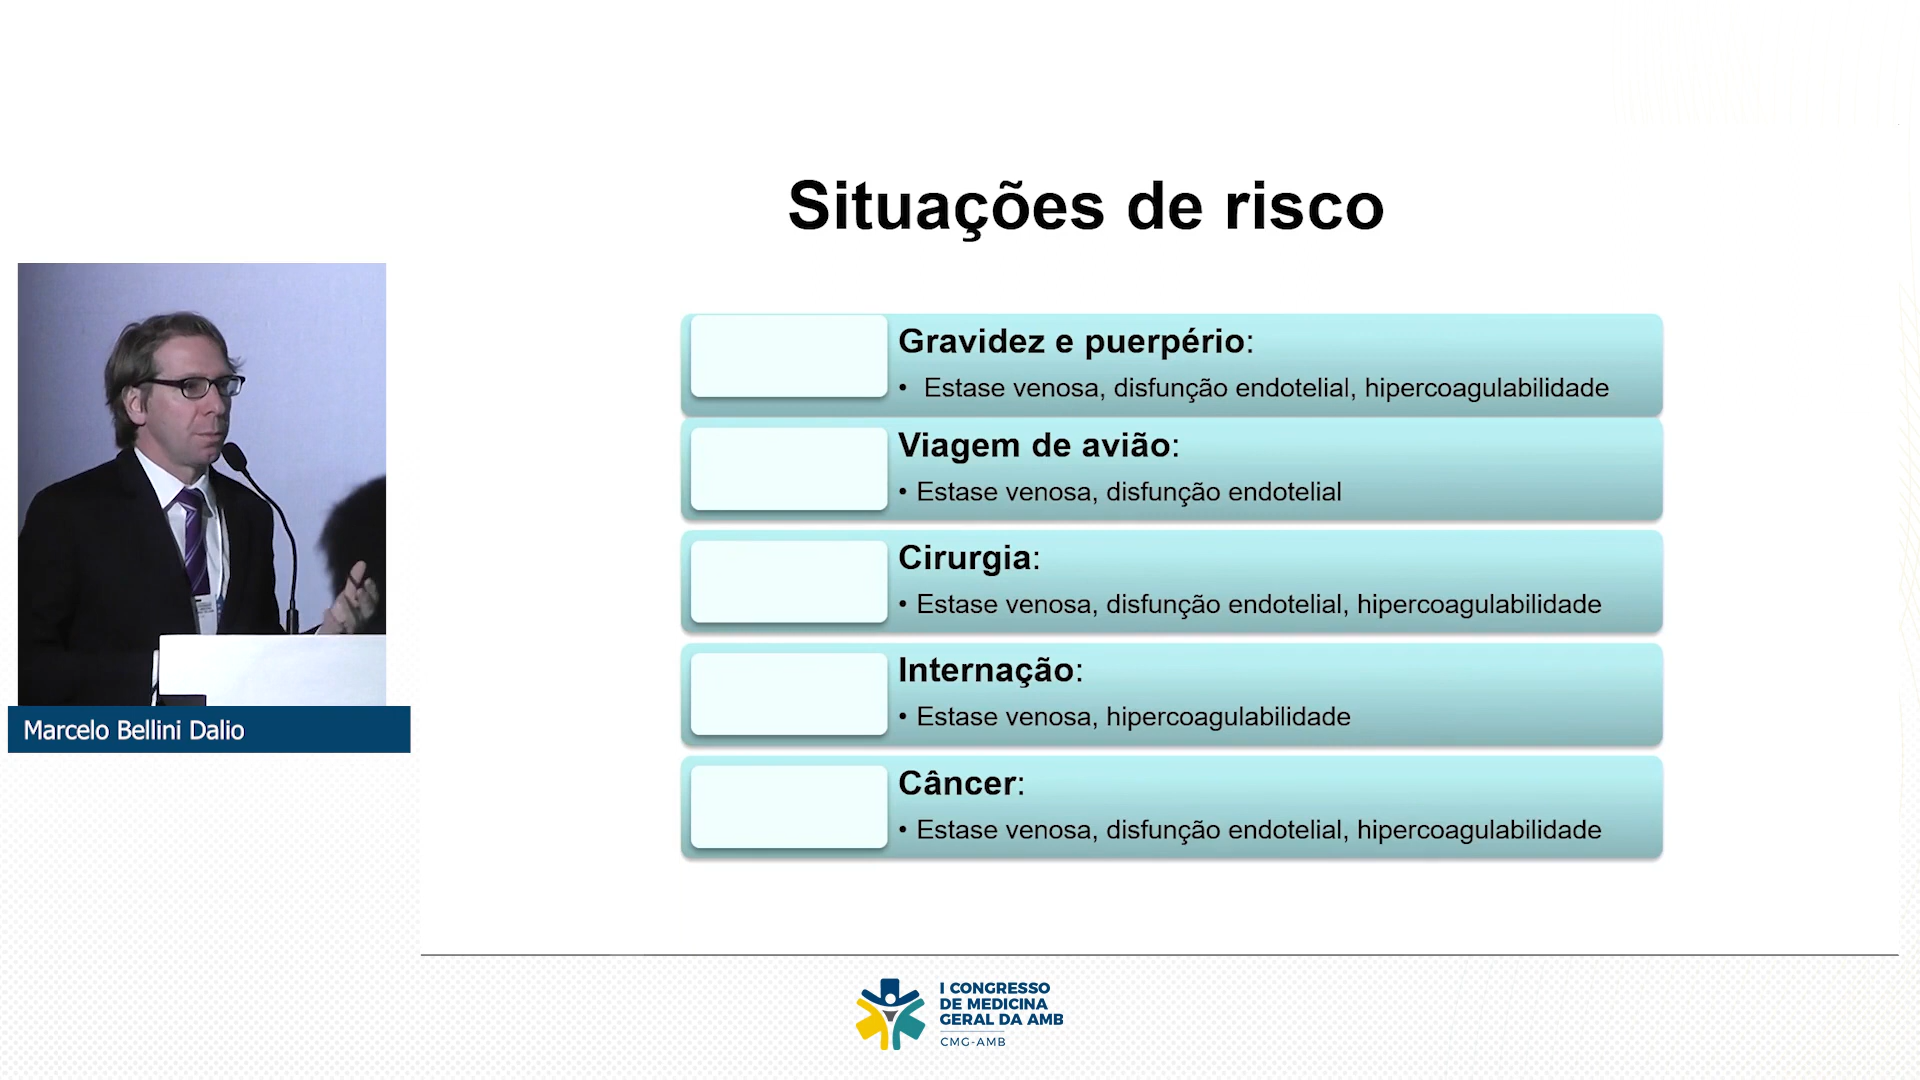 Situações de risco
Gravidez e puerpério:
• Estase venosa, disfunção endotelial, hipercoagulabilidade
Viagem de avião:
• Estase venosa, disfunção endotelial
Cirurgia:
• Estase venosa, disfunção endotelial, hipercoagulabilidade
Internação:
• Estase venosa, hipercoagulabilidade
Câncer:
• Estase venosa, disfunção endotelial, hipercoagulabilidade
Marcelo Bellini Dalio
I CONGRESSO
DE MEDICINA
GERAL DA AMB
CMG-AMB